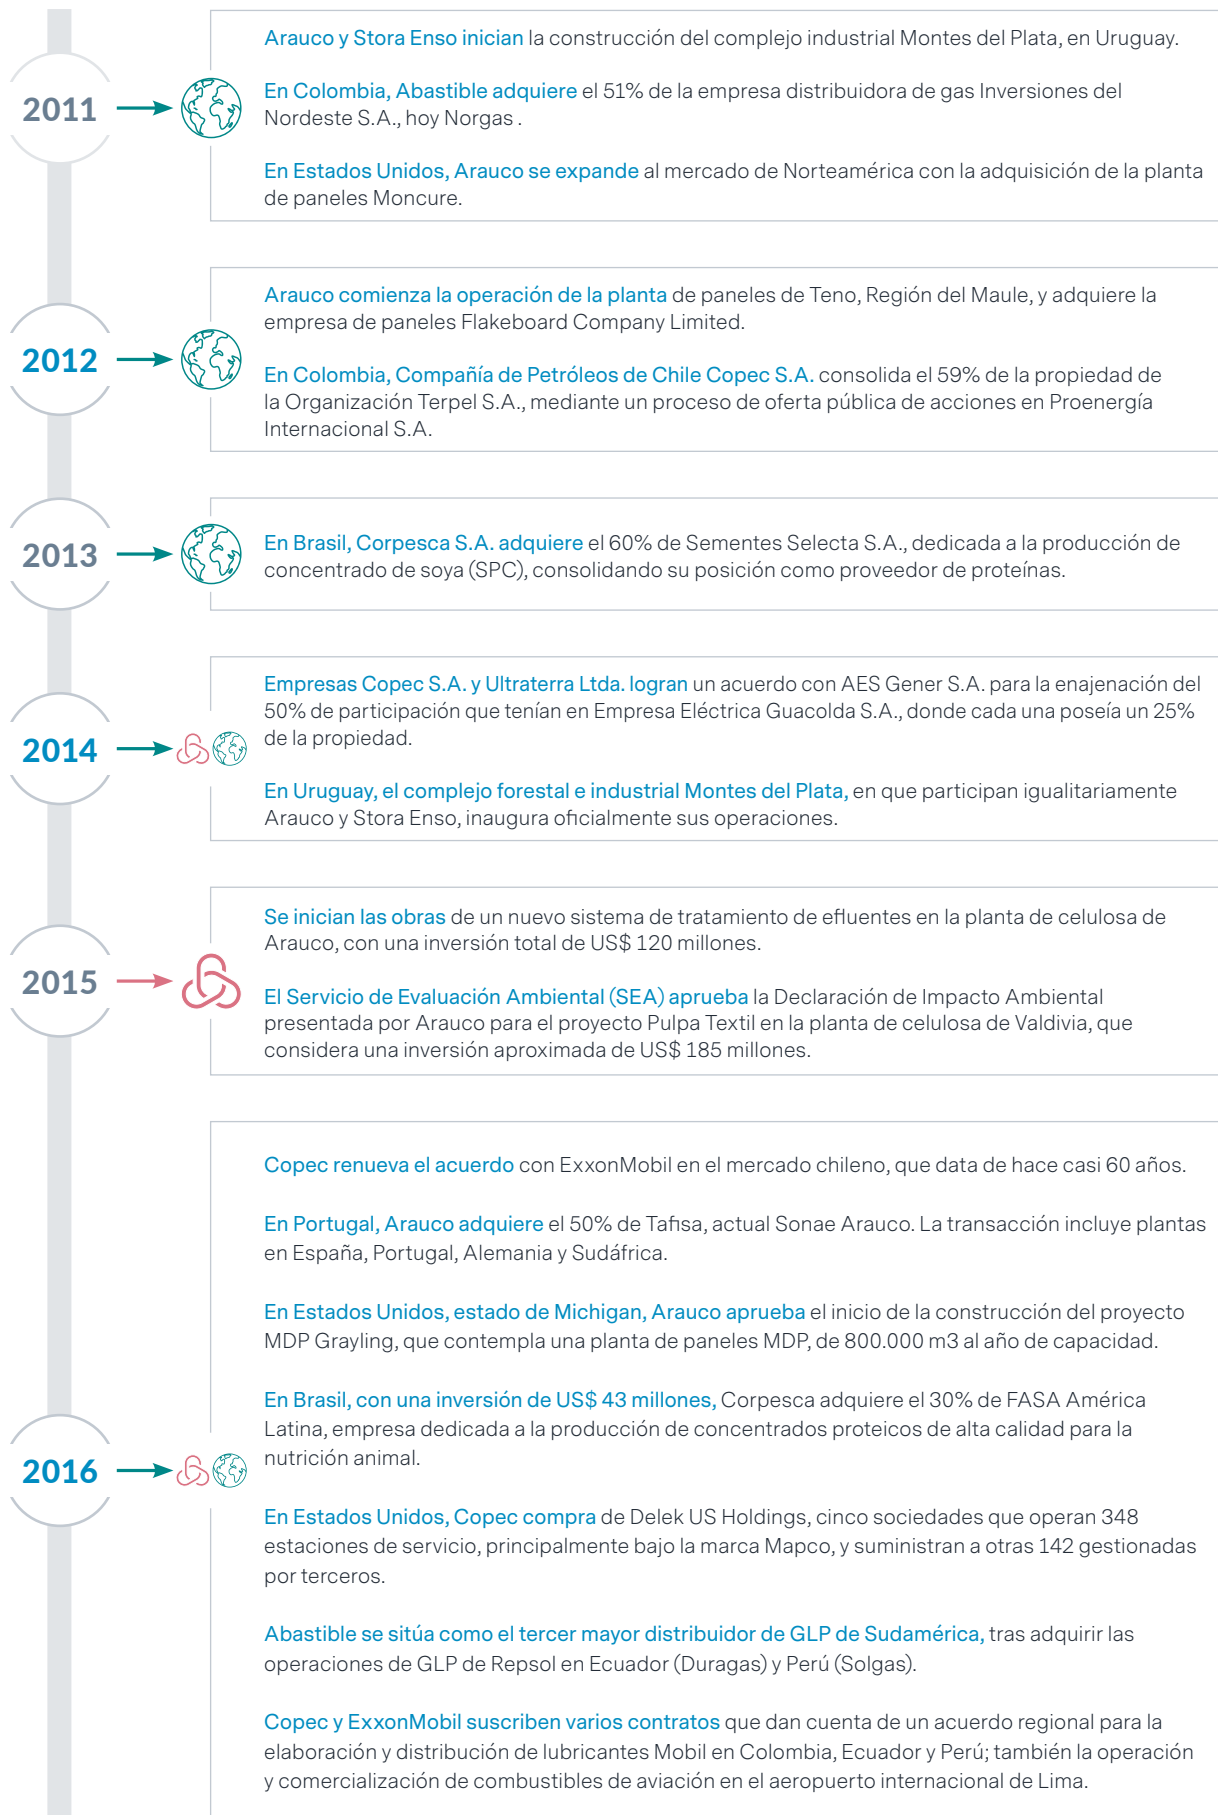 2011
Arauco y Stora Enso inician la construcción del complejo industrial Montes del Plata, en Uruguay.
En Colombia, Abastible adquiere el 51% de la empresa distribuidora de gas Inversiones del
Nordeste S.A., hoy Norgas .
En Estados Unidos, Arauco se expande al mercado de Norteamérica con la adquisición de la planta
de paneles Moncure.
2012
Arauco comienza la operación de la planta de paneles de Teno, Región del Maule, y adquiere la
empresa de paneles Flakeboard Company Limited.
En Colombia, Compañía de Petróleos de Chile Copec S.A. consolida el 59% de la propiedad de
la Organización Terpel S.A., mediante un proceso de oferta pública de acciones en Proenergía
Internacional S.A.
2013
En Brasil, Corpesca S.A. adquiere el 60% de Sementes Selecta S.A., dedicada a la producción de
concentrado de soya (SPC), consolidando su posición como proveedor de proteínas.
2014
Empresas Copec S.A. y Ultraterra Ltda. logran un acuerdo con AES Gener S.A. para la enajenación del
50% de participación que tenían en Empresa Eléctrica Guacolda S.A., donde cada una poseía un 25%
de la propiedad.
En Uruguay, el complejo forestal e industrial Montes del Plata, en que participan igualitariamente
Arauco y Stora Enso, inaugura oficialmente sus operaciones.
2015
Se inician las obras de un nuevo sistema de tratamiento de efluentes en la planta de celulosa de
Arauco, con una inversión total de US$ 120 millones.
El Servicio de Evaluación Ambiental (SEA) aprueba la Declaración de Impacto Ambiental
presentada por Arauco para el proyecto Pulpa Textil en la planta de celulosa de Valdivia, que
considera una inversión aproximada de US$ 185 millones.
2016
Copec renueva el acuerdo con ExxonMobil en el mercado chileno, que data de hace casi 60 años.
En Portugal, Arauco adquiere el 50% de Tafisa, actual Sonae Arauco. La transacción incluye plantas
en España, Portugal, Alemania y Sudáfrica.
En Estados Unidos, estado de Michigan, Arauco aprueba el inicio de la construcción del proyecto
MDP Grayling, que contempla una planta de paneles MDP, de 800.000 m3 al año de capacidad.
En Brasil, con una inversión de US$ 43 millones, Corpesca adquiere el 30% de FASA América
Latina, empresa dedicada a la producción de concentrados proteicos de alta calidad para la
nutrición animal.
En Estados Unidos, Copec compra de Delek US Holdings, cinco sociedades que operan 348
estaciones de servicio, principalmente bajo la marca Mapco, y suministran a otras 142 gestionadas
por terceros.
Abastible se sitúa como el tercer mayor distribuidor de GLP de Sudamérica, tras adquirir las
operaciones de GLP de Repsol en Ecuador (Duragas) y Perú (Solgas).
Copec y ExxonMobil suscriben varios contratos que dan cuenta de un acuerdo regional para la
elaboración y distribución de lubricantes Mobil en Colombia, Ecuador y Perú; también la operación
y comercialización de combustibles de aviación en el aeropuerto internacional de Lima.